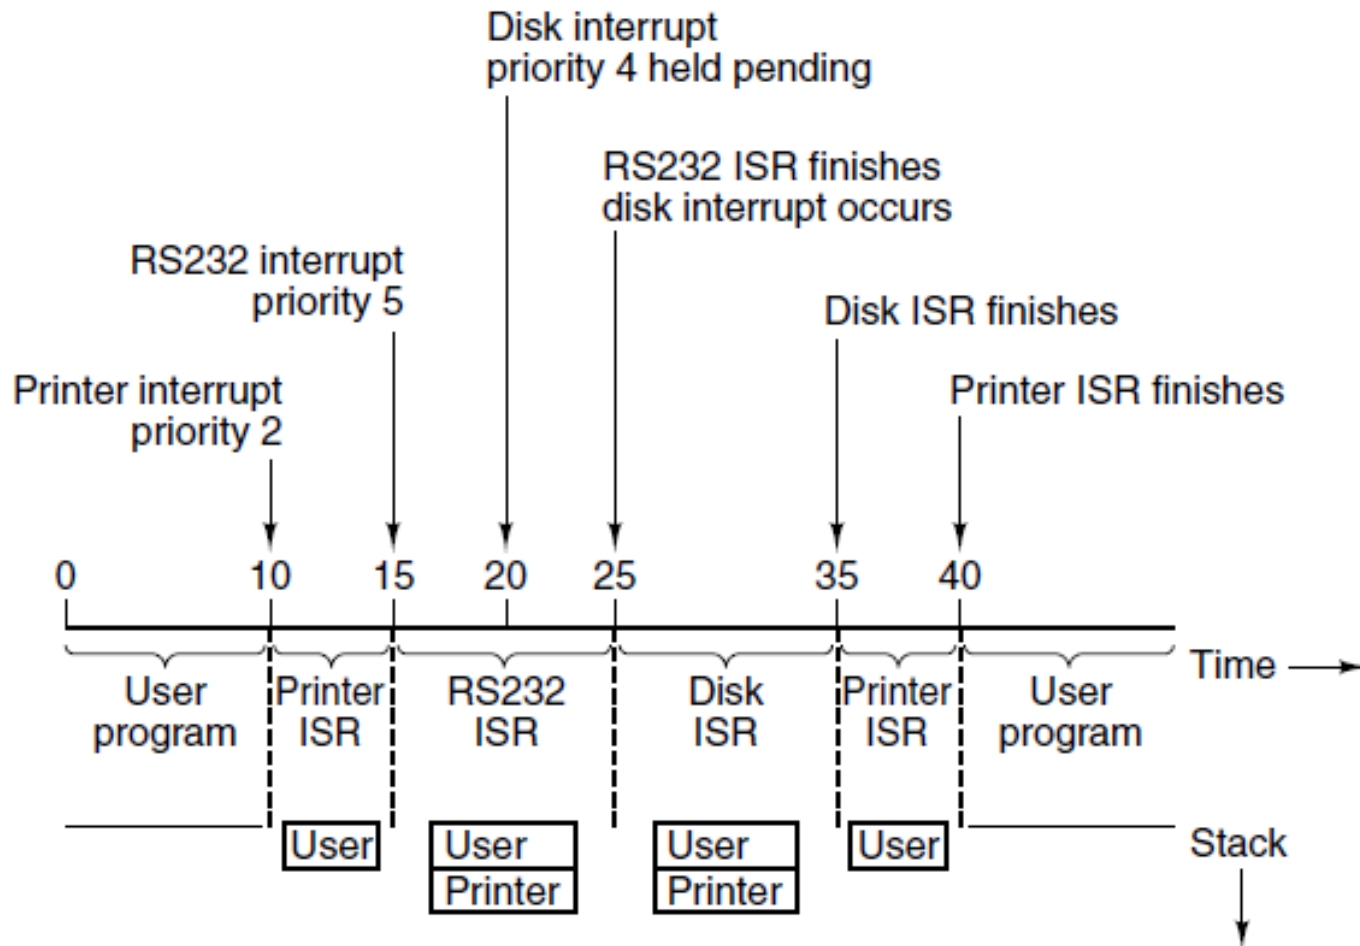 Disk interrupt
priority 4 held pending
RS232 ISR finishes
disk interrupt occurs
RS232 interrupt
priority 5
Disk ISR finishes
Printer interrupt
priority 2
Printer ISR finishes
0 10 15 20 25 35 40
Time
User
program
Printer
ISR
RS232
ISR
Disk
ISR
Printer
ISR
User
program
User
User
Printer
User
Printer
User
Stack